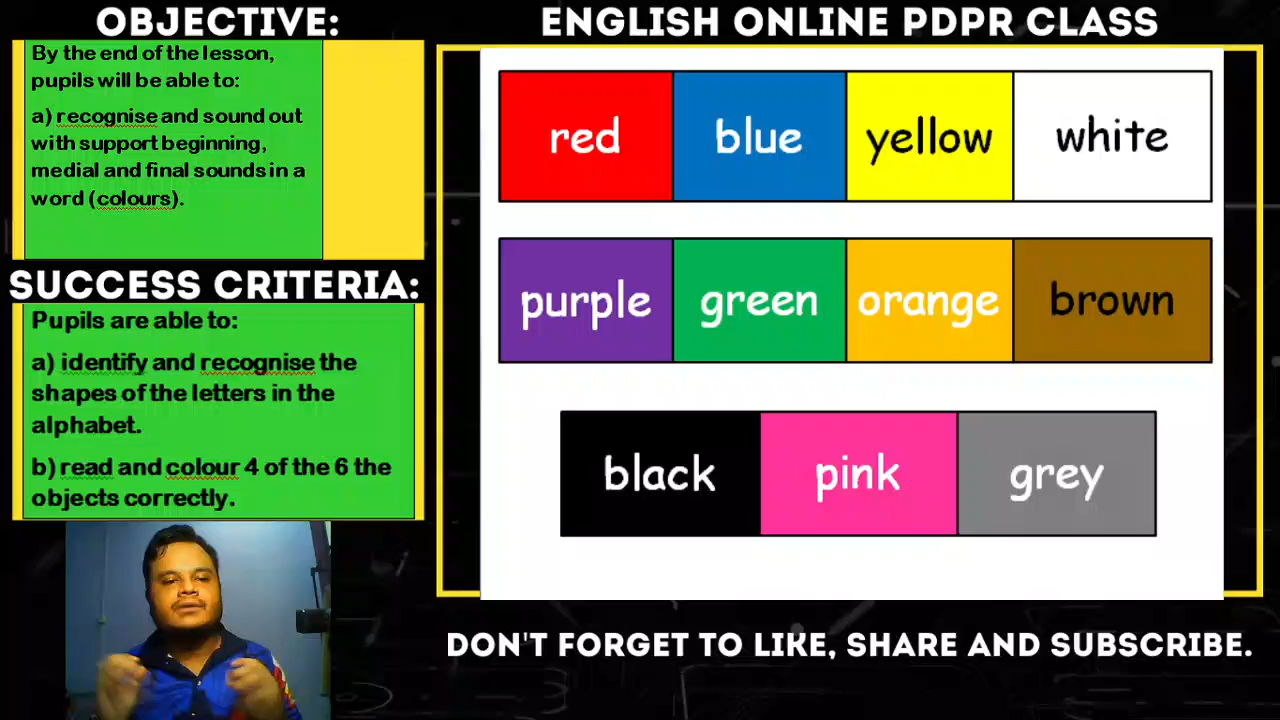 OBJECTIVE:
By the end of the lesson,
pupils will be able to:
a) recognise and sound out
with support beginning,
medial and final sounds in a
word (colours).
SUCCESS CRITERIA:
Pupils are able to:
a) identify and recognise the
shapes of the letters in the
alphabet.
b) read and colour 4 of the 6 the
objects correctly.
ENGLISH ONLINE PDPR CLASS
red blue yellow white
purple green orange brown
black pink grey
DON'T FORGET TO LIKE, SHARE AND SUBSCRIBE.